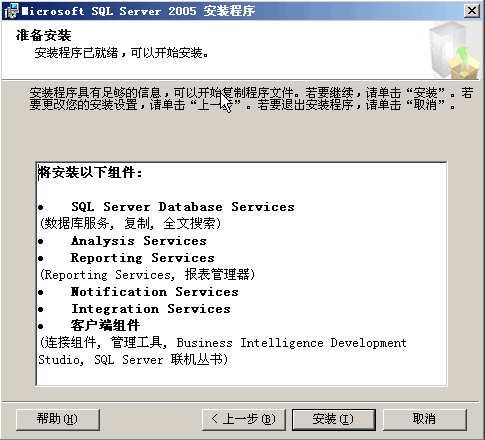 Microsoft SQL Server 2005 安装程序
准备安装
安装程序已就绪，可以开始安装。
安装程序具有足够的信息，可以开始复制程序文件。若要继续，请单击“安装”。若
要更改您的安装设置，请单击“上一步”。若要退出安装程序，请单击“取消”。
将安装以下组件:
● SQL Server Database Services
(数据库服务, 复制, 全文搜索)
● Analysis Services
● Reporting Services
(Reporting Services, 报表管理器)
● Notification Services
● Integration Services
● 客户端组件
(连接组件, 管理工具, Business Intelligence Development
Studio, SQL Server 联机丛书)
帮助(H) < 上一步(B) 安装(I) 取消